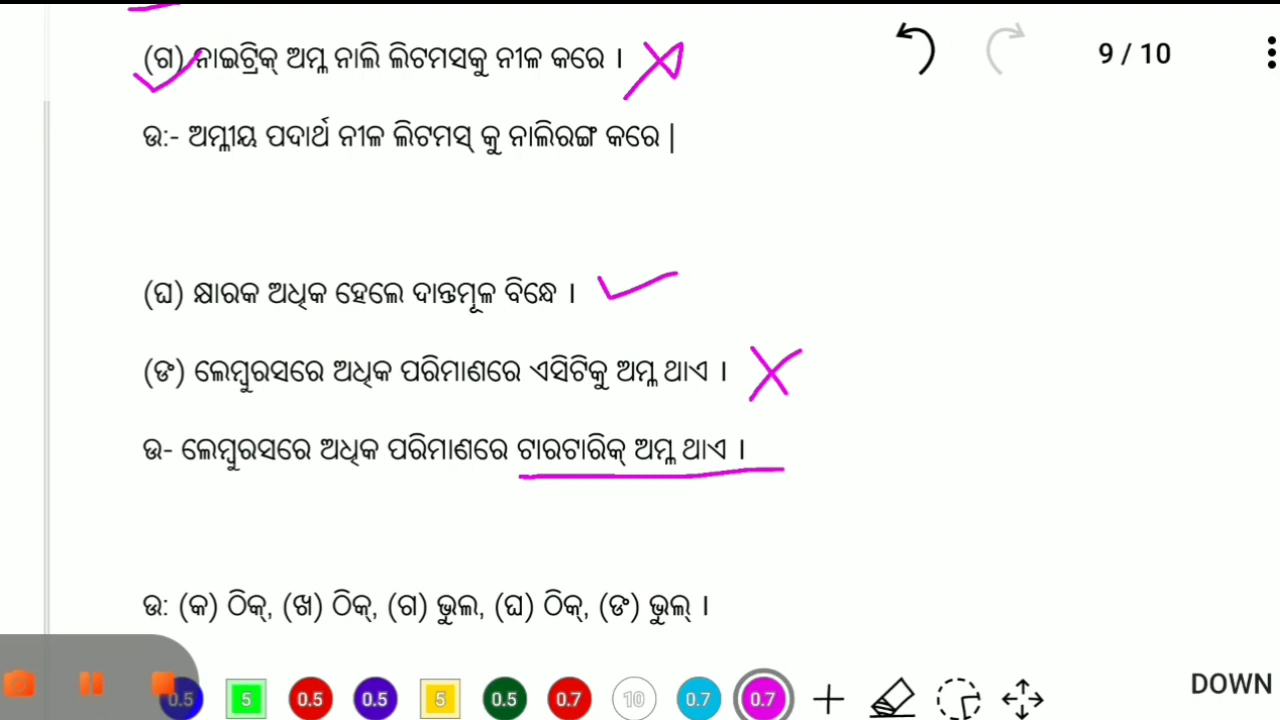 (ଗ) ନାଇଟ୍ରିକ୍ ଅମ୍ଳ ନାଲି ଲିଟମସକୁ ନୀଳ କରେ ।
9 / 10
ଉ:- ଅମ୍ଳୀୟ ପଦାର୍ଥ ନୀଳ ଲିଟମସ୍ କୁ ନାଲିରଙ୍ଗ କରେ |
(ଘ) କ୍ଷାରକ ଅଧିକ ହେଲେ ଦାନ୍ତମୂଳ ବିନ୍ଧେ ।
(ଙ) ଲେମ୍ବୁରସରେ ଅଧିକ ପରିମାଣରେ ଏସିଟିକୁ ଅମ୍ଳ ଥାଏ ।
ଉ- ଲେମ୍ବୁରସରେ ଅଧିକ ପରିମାଣରେ ଟାରଟାରିକ୍ ଅମ୍ଳ ଥାଏ ।
ଉ: (କ) ଠିକ୍, (ଖ) ଠିକ୍, (ଗ) ଭୁଲ, (ଘ) ଠିକ୍, (ଙ) ଭୁଲ୍ ।
0.5 5 0.5 0.5 5 0.5 0.7 10 0.7 0.7
DOWN